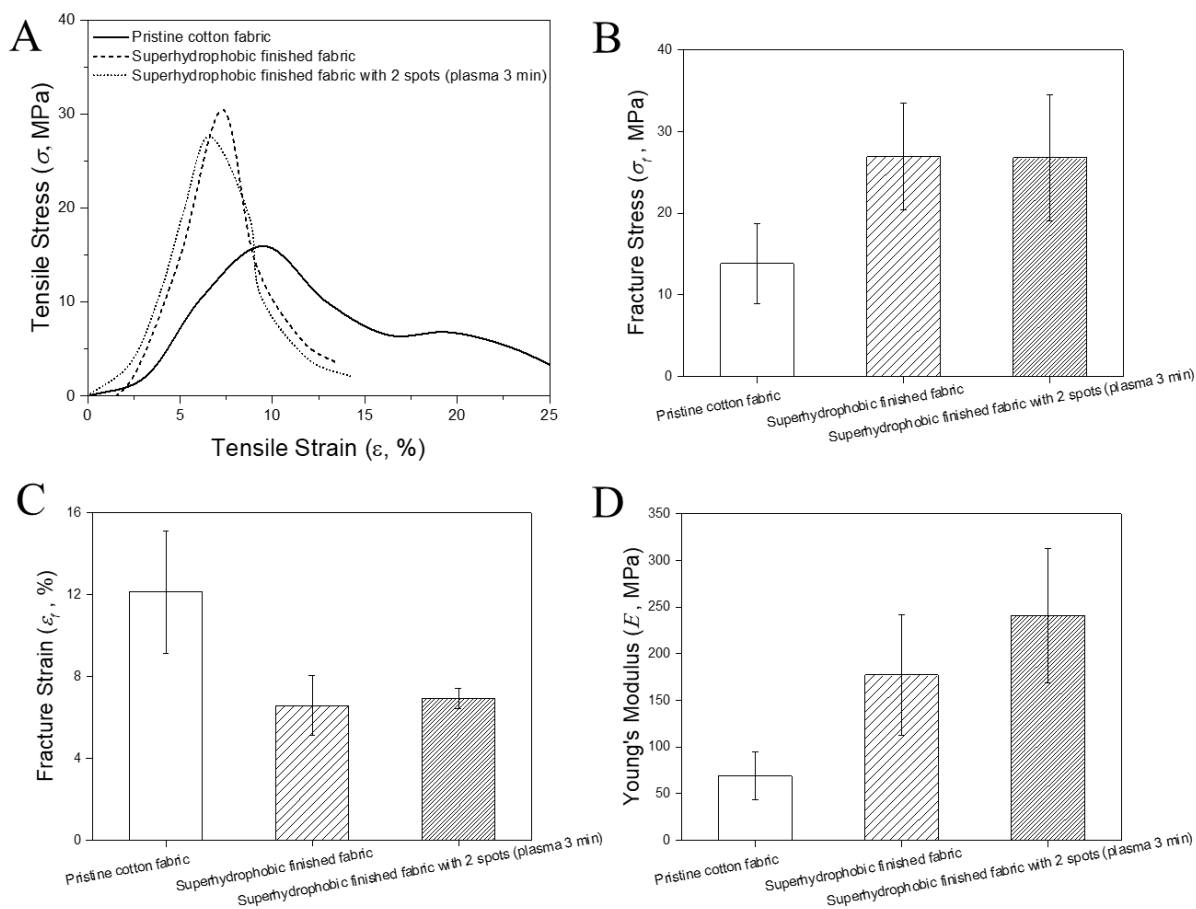 A
40
30
20
10
0
Tensile Stress (σ, MPa)
Pristine cotton fabric
Superhydrophobic finished fabric
Superhydrophobic finished fabric with 2 spots (plasma 3 min)
0 5 10 15 20 25
Tensile Strain (ε, %)
B
40
30
20
10
0
Fracture Stress (σf, MPa)
Pristine cotton fabric
Superhydrophobic finished fabric
Superhydrophobic finished fabric with 2 spots (plasma 3 min)
C
16
12
8
4
0
Fracture Strain (εf, %)
Pristine cotton fabric
Superhydrophobic finished fabric
Superhydrophobic finished fabric with 2 spots (plasma 3 min)
D
350
300
250
200
150
100
50
0
Young's Modulus (E, MPa)
Pristine cotton fabric
Superhydrophobic finished fabric
Superhydrophobic finished fabric with 2 spots (plasma 3 min)